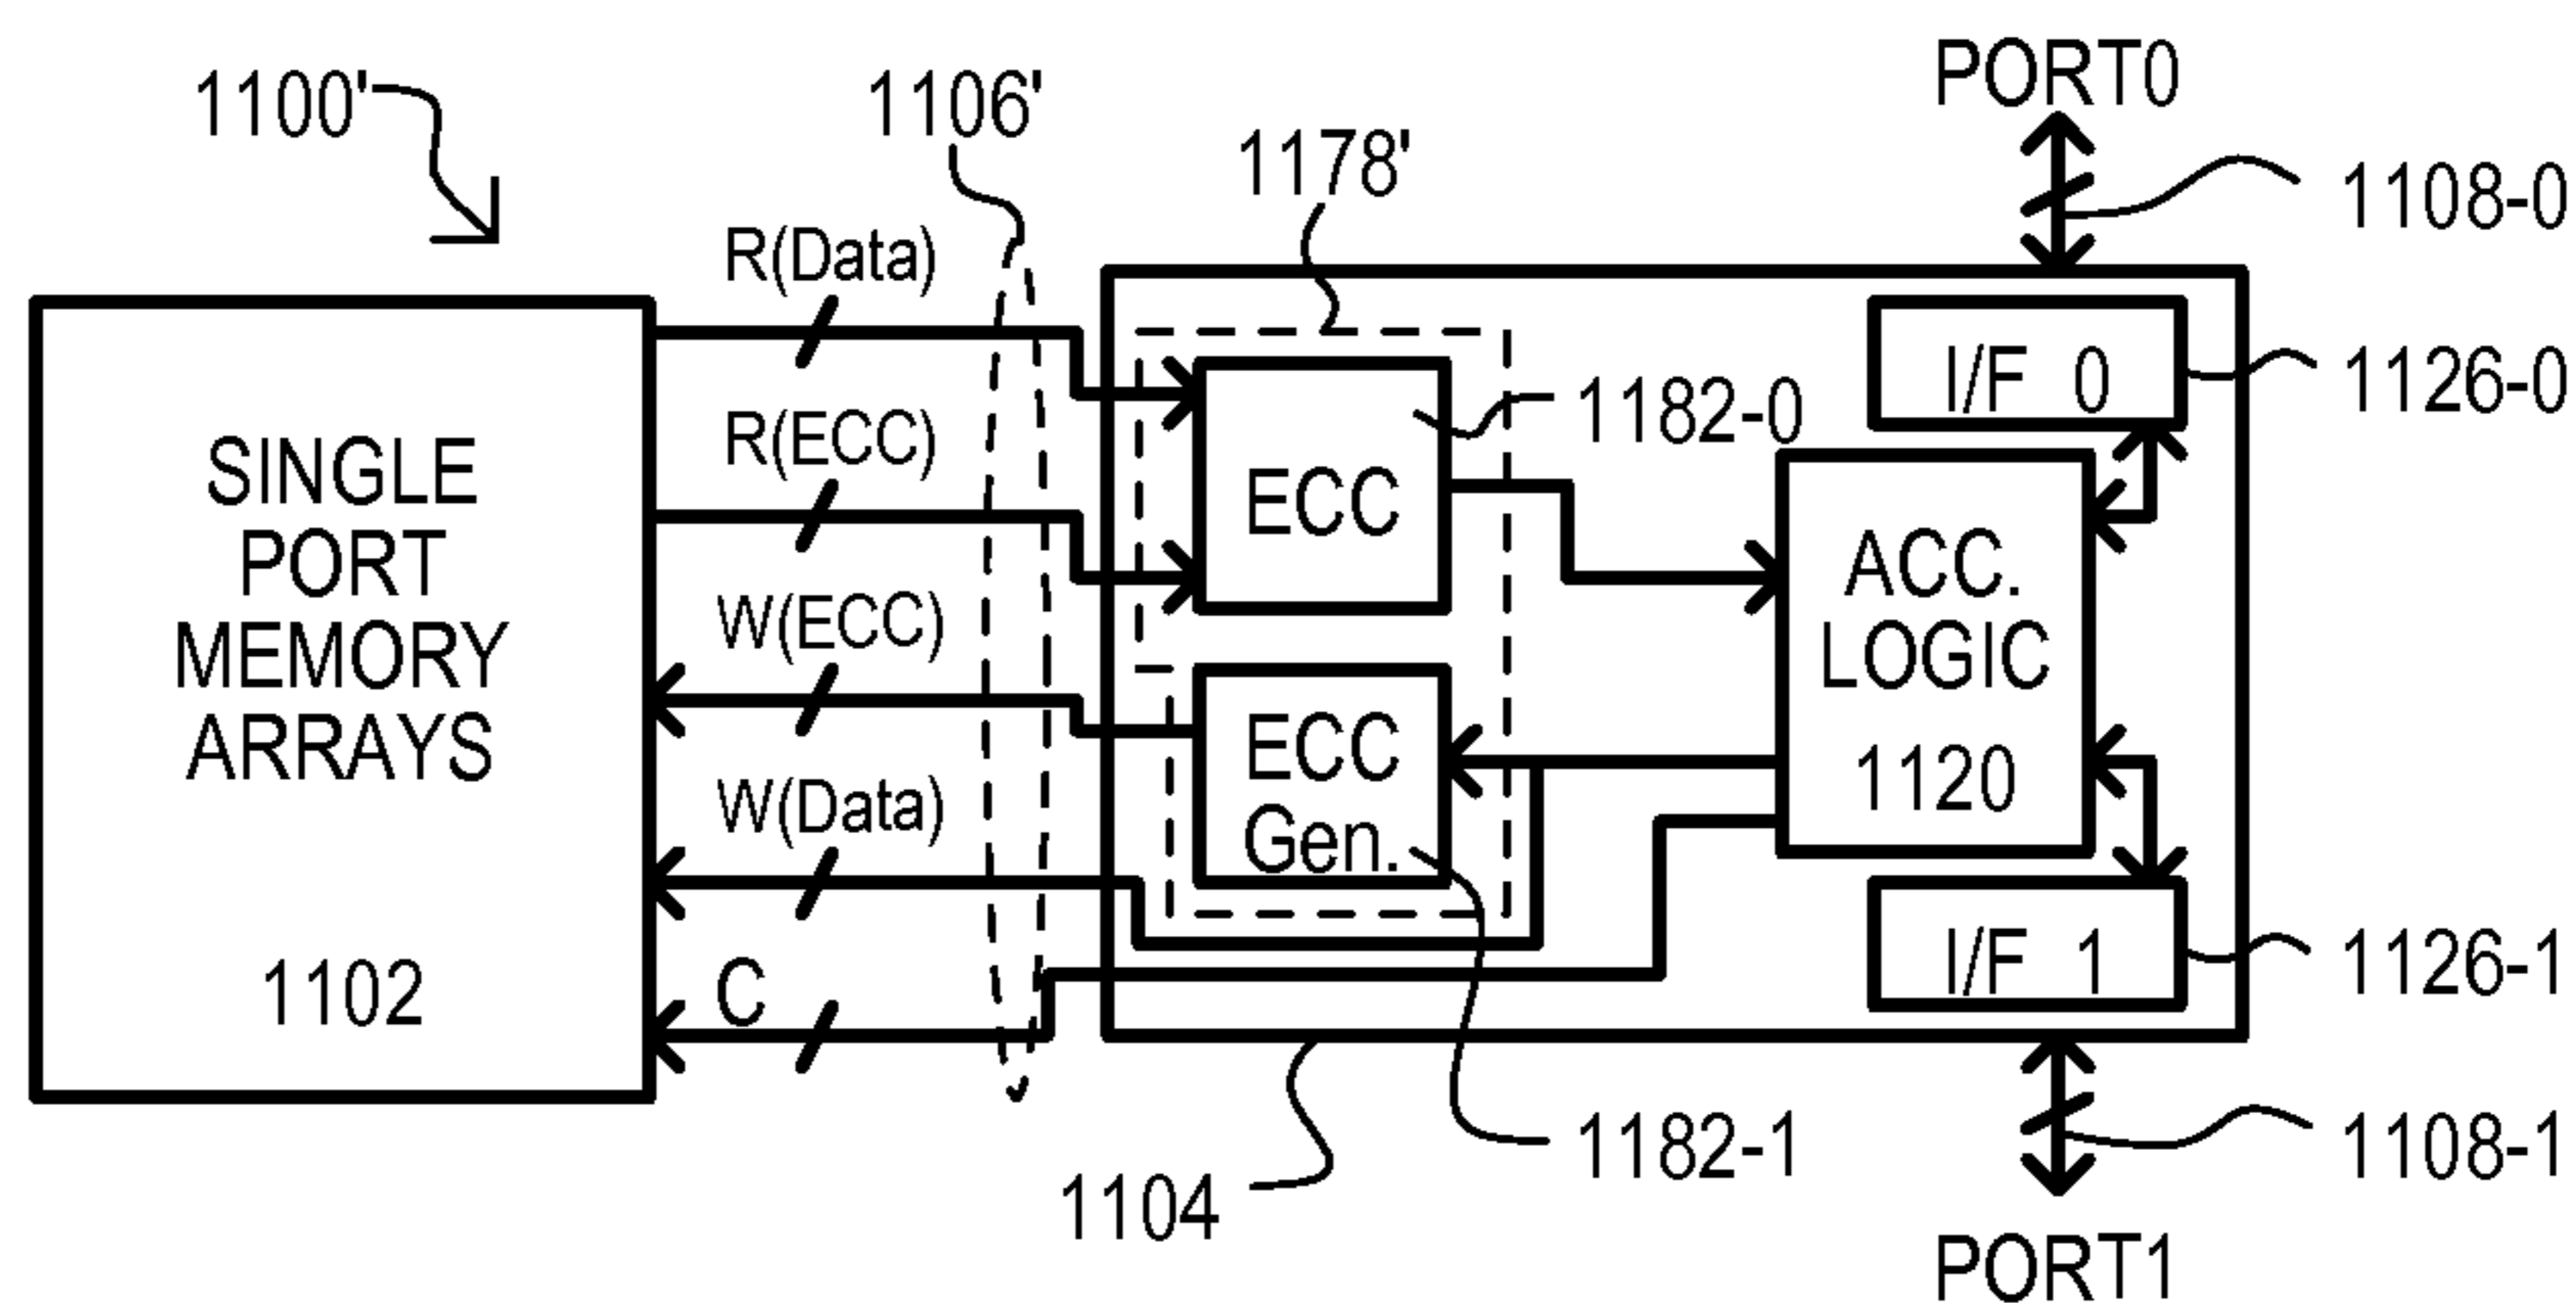 PORT0
1100'
1106'
1178'
1108-0
R(Data)
I/F 0
1126-0
R(ECC)
1182-0
ECC
SINGLE
PORT
MEMORY
ARRAYS
1102
W(ECC)
ACC.
LOGIC
1120
ECC
Gen.
W(Data)
I/F 1
1126-1
C
1182-1
1108-1
1104
PORT1